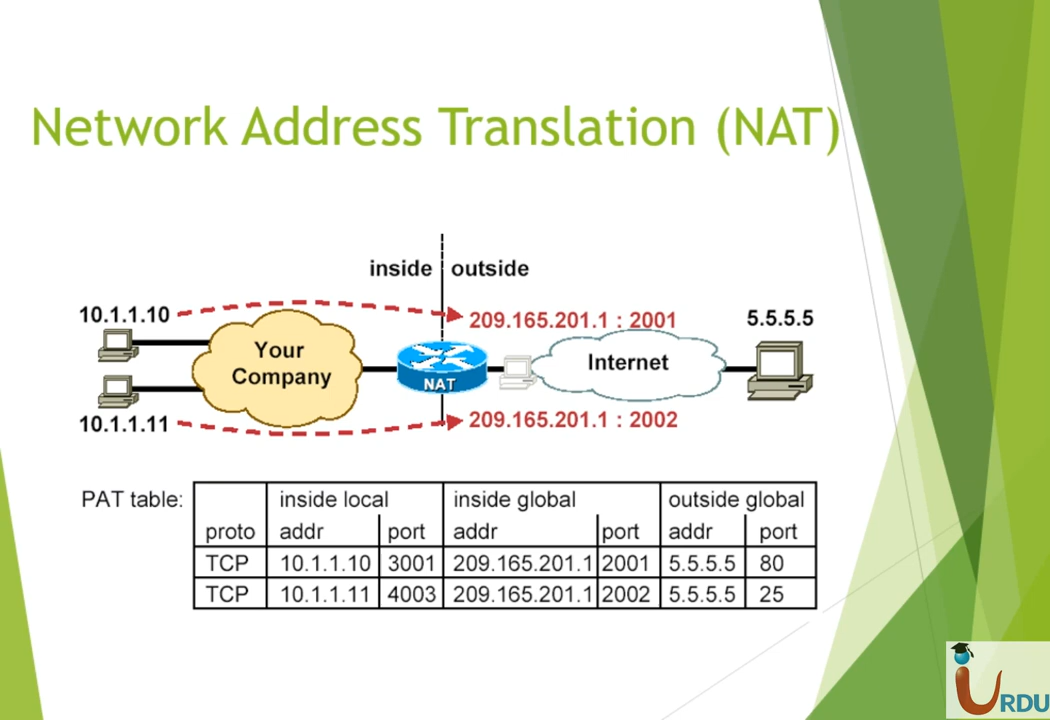 Network Address Translation (NAT)
inside outside
10.1.1.10
209.165.201.1 : 2001
5.5.5.5
Your
Company
Internet
NAT
10.1.1.11
209.165.201.1 : 2002
PAT table:
inside local inside global outside global
proto addr port addr port addr port
TCP 10.1.1.10 3001 209.165.201.1 2001 5.5.5.5 80
TCP 10.1.1.11 4003 209.165.201.1 2002 5.5.5.5 25
iURDU